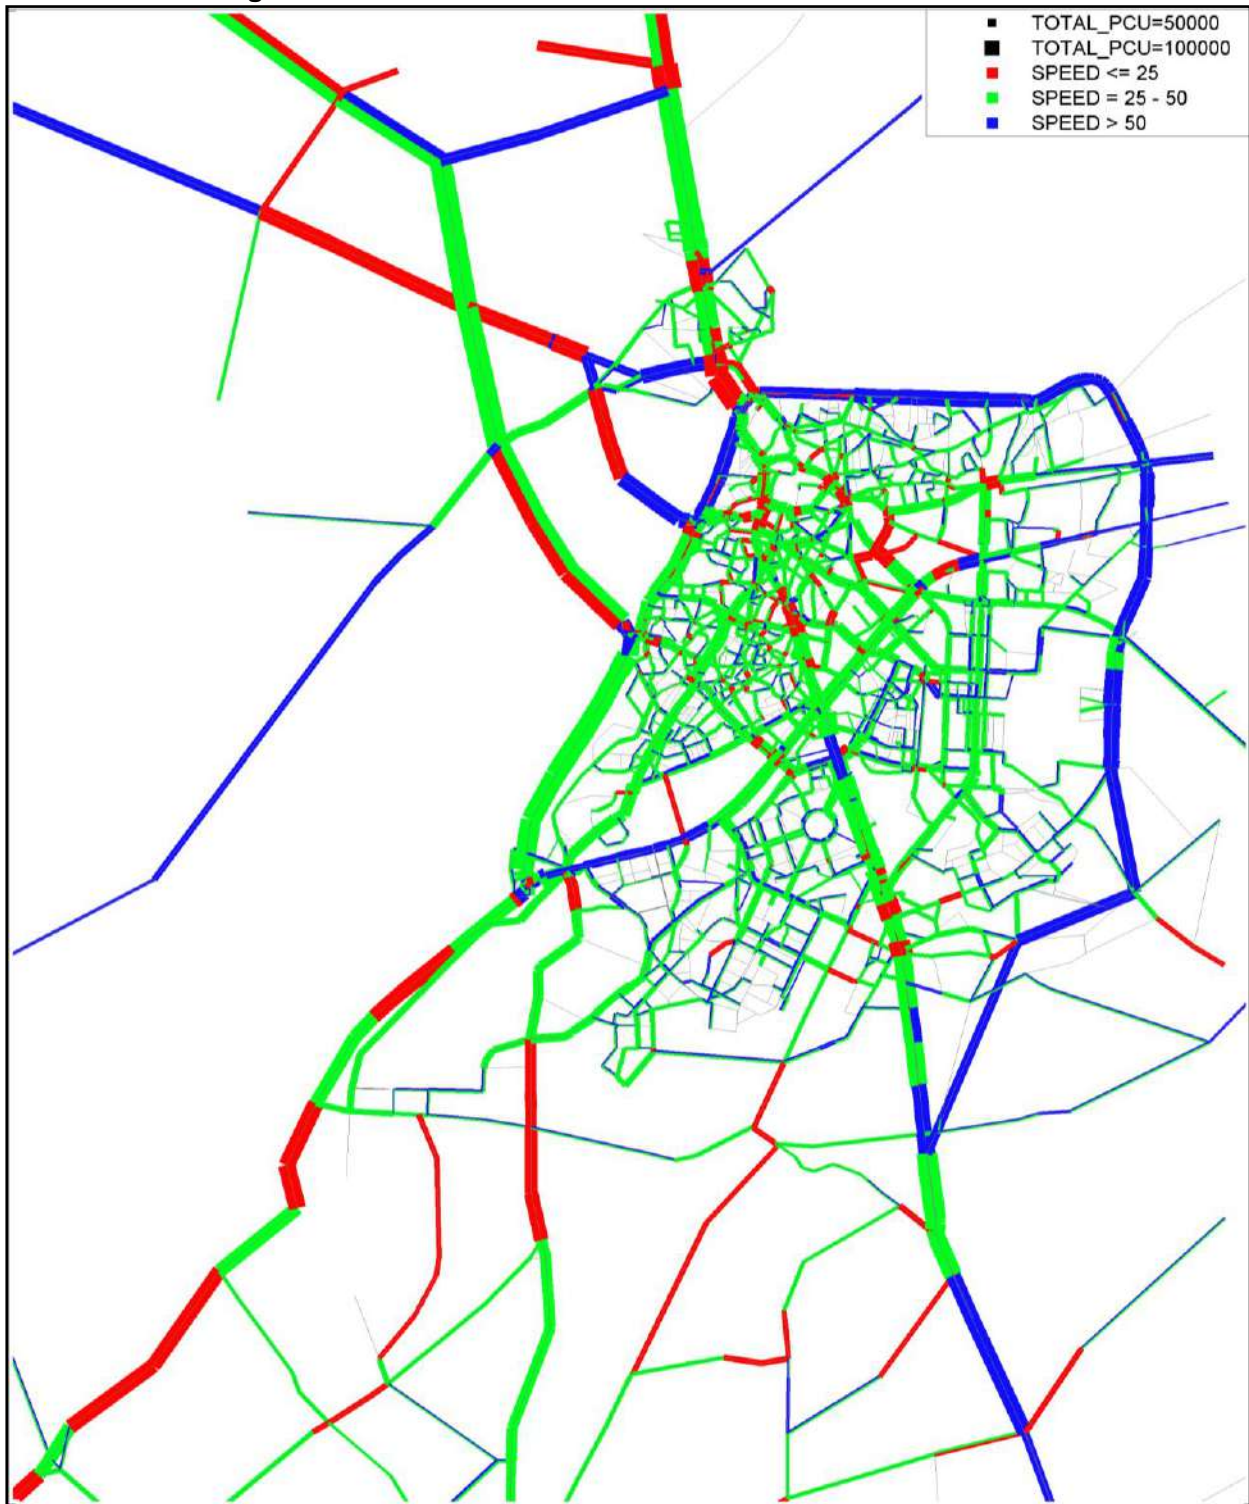 TOTAL_PCU=50000
TOTAL_PCU=100000
SPEED <= 25
SPEED = 25 - 50
SPEED > 50